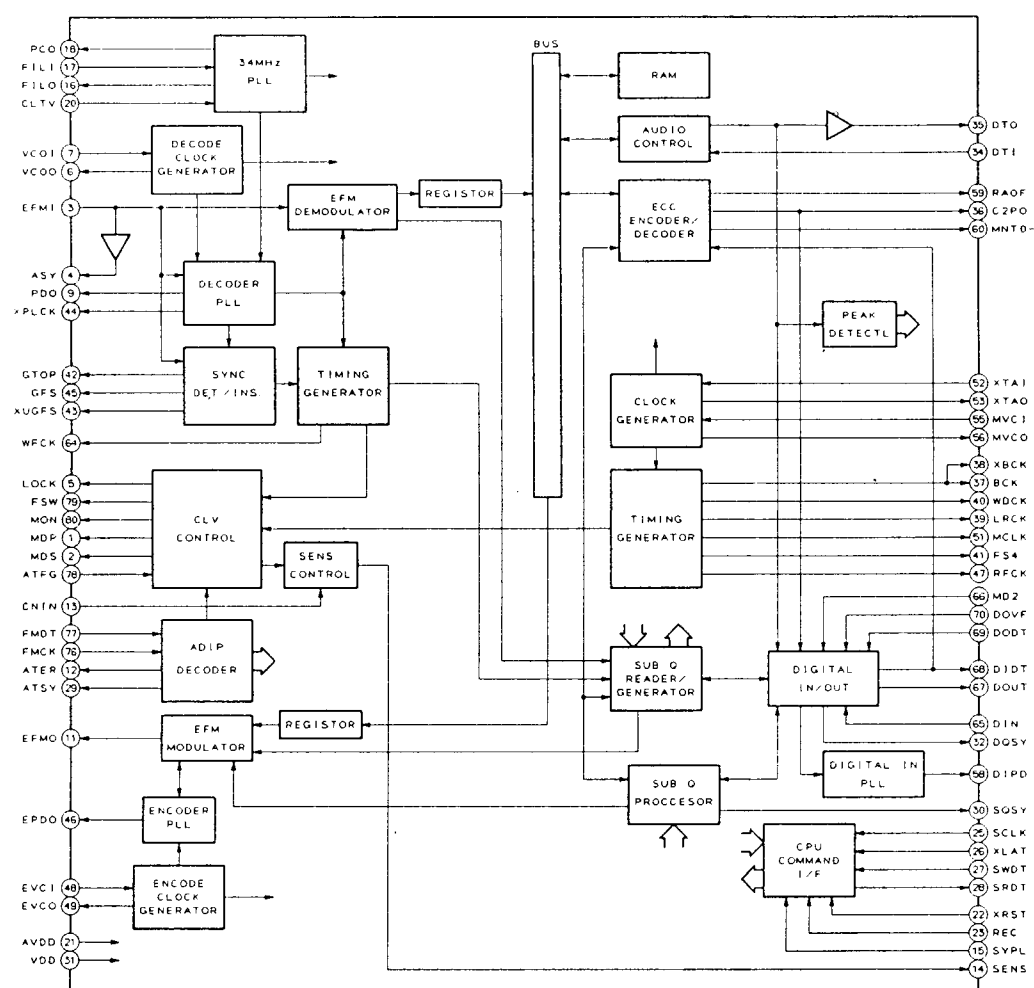 BUS
PCO 18
FILI 17
FILO 16
CLTV 20
34MHz
PLL
RAM
VCOI 7
VCOO 6
DECODE
CLOCK
GENERATOR
AUDIO
CONTROL
35 DTO
34 DTI
EFMI 3
EFM
DEMODULATOR
REGISTOR
ECC
ENCODER/
DECODER
59 RAOF
36 C2PO
60 MNTO-
ASY 4
PDO 9
XPLCK 44
DECODER
PLL
PEAK
DETECTL
GTOP 42
GFS 45
XUGFS 43
WFCK 64
SYNC
DET./INS.
TIMING
GENERATOR
CLOCK
GENERATOR
52 XTAI
53 XTAO
55 MVCI
56 MVCO
LOCK 5
FSW 79
MON 80
MDP 1
MDS 2
ATFG 78
CLV
CONTROL
SENS
CONTROL
TIMING
GENERATOR
38 XBCK
37 BCK
40 WDCK
39 LRCK
51 MCLK
41 FS4
47 RFCK
CNIN 13
FMDT 77
FMCK 76
ATER 12
ATSY 29
ADIP
DECODER
SUB Q
READER/
GENERATOR
DIGITAL
IN/OUT
66 MD2
70 DOVF
69 DODT
68 DIDT
67 DOUT
65 DIN
32 DQSY
EFMO 11
EFM
MODULATOR
REGISTOR
SUB Q
PROCCESOR
DIGITAL IN
PLL
58 DIPD
30 SQSY
EPDO 46
ENCODER
PLL
CPU
COMMAND
I/F
25 SCLK
26 XLAT
27 SWDT
28 SRDT
EVCI 48
EVCO 49
ENCODE
CLOCK
GENERATOR
22 XRST
23 REC
15 SYPL
14 SENS
AVDD 21
VDD 31